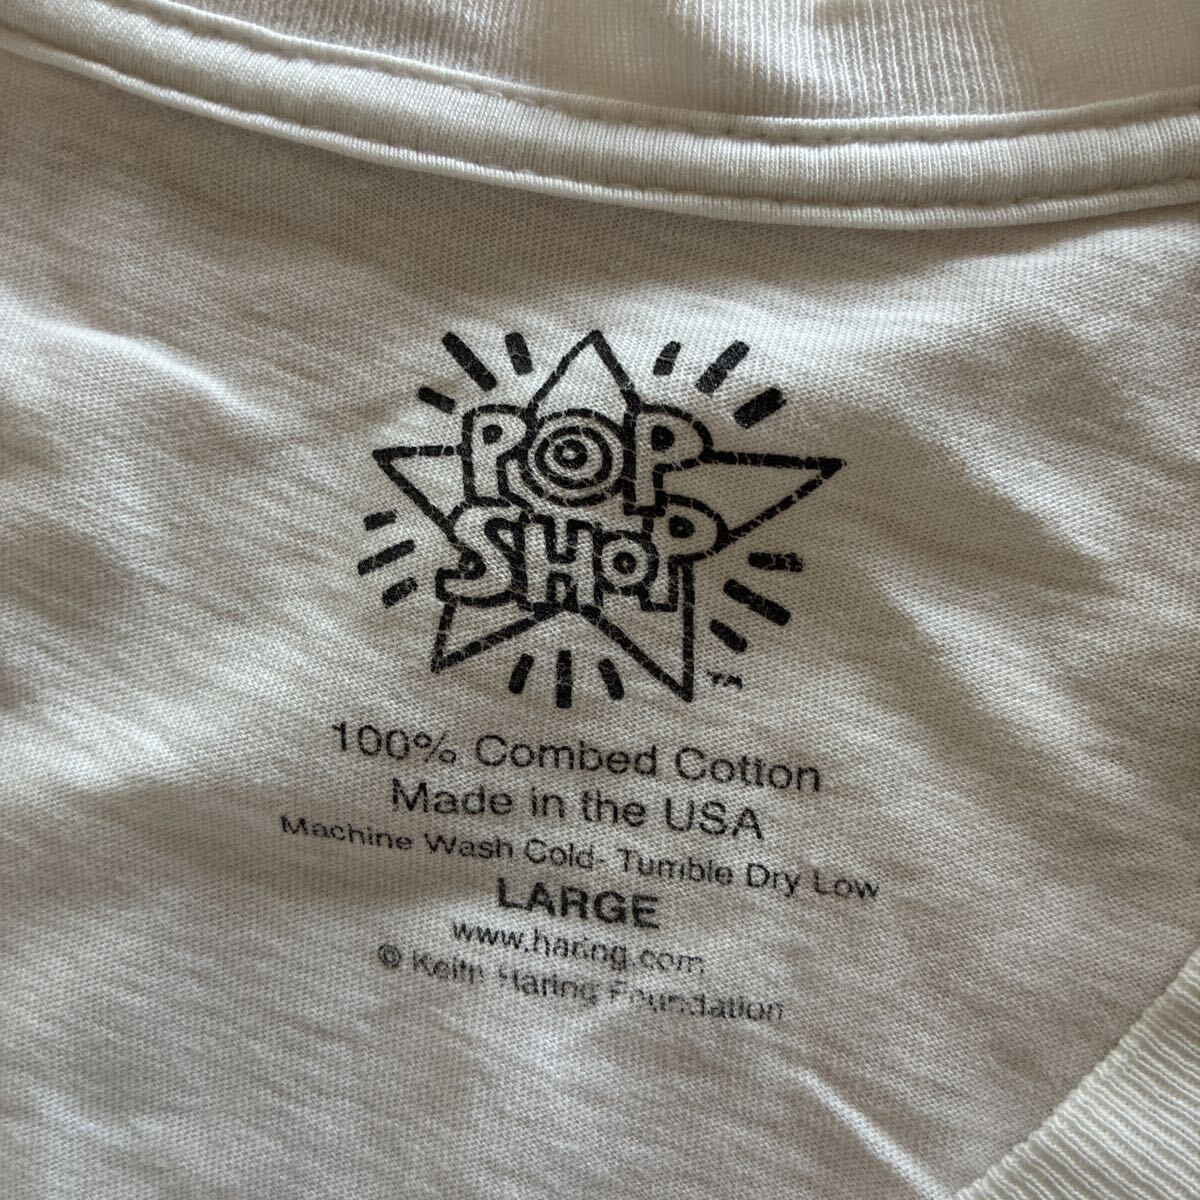 POP
SHOP
TM
100% Combed Cotton
Made in the USA
Machine Wash Cold- Tumble Dry Low
LARGE
www.haring.com
© Keith Haring Foundation